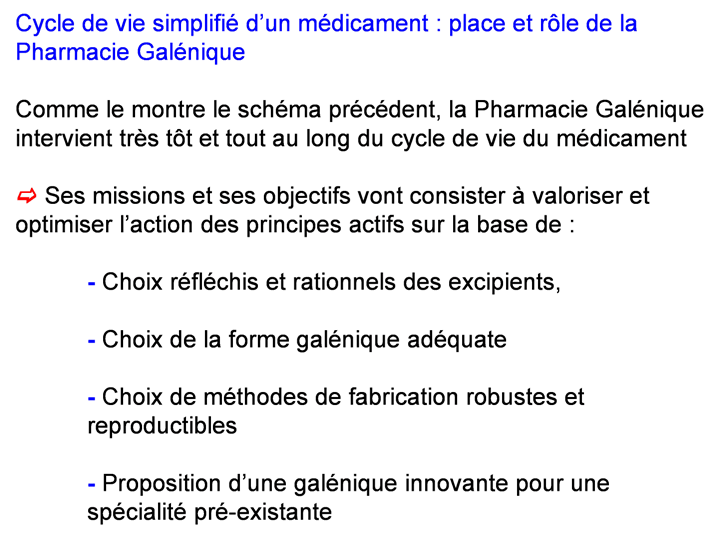 Cycle de vie simplifié d’un médicament : place et rôle de la
Pharmacie Galénique
Comme le montre le schéma précédent, la Pharmacie Galénique
intervient très tôt et tout au long du cycle de vie du médicament
⇨ Ses missions et ses objectifs vont consister à valoriser et
optimiser l’action des principes actifs sur la base de :
- Choix réfléchis et rationnels des excipients,
- Choix de la forme galénique adéquate
- Choix de méthodes de fabrication robustes et
reproductibles
- Proposition d’une galénique innovante pour une
spécialité pré-existante